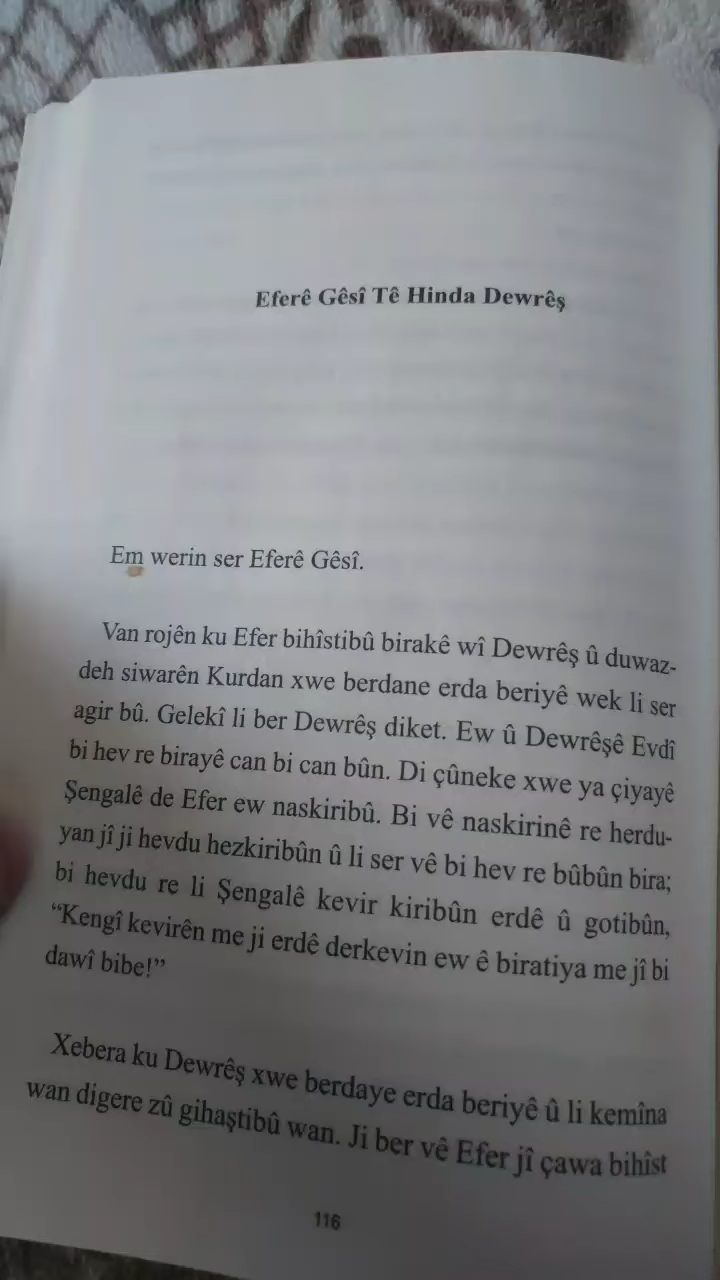 Eferê Gêsî Tê Hinda Dewrêş
Em werin ser Eferê Gêsî.
Van rojên ku Efer bihîstibû birakê wî Dewrêş û duwaz-
deh siwarên Kurdan xwe berdane erda beriyê wek li ser
agir bû. Gelekî li ber Dewrêş diket. Ew û Dewrêşê Evdî
bi hev re birayê can bi can bûn. Di çûneke xwe ya çiyayê
Şengalê de Efer ew naskiribû. Bi vê naskirinê re herdu-
yan jî ji hevdu hezkiribûn û li ser vê bi hev re bûbûn bira;
bi hevdu re li Şengalê kevir kiribûn erdê û gotibûn,
“Kengî kevirên me ji erdê derkevin ew ê biratiya me jî bi
dawî bibe!”
Xebera ku Dewrêş xwe berdaye erda beriyê û li kemîna
wan digere zû gihaştibû wan. Ji ber vê Efer jî çawa bihîst
116